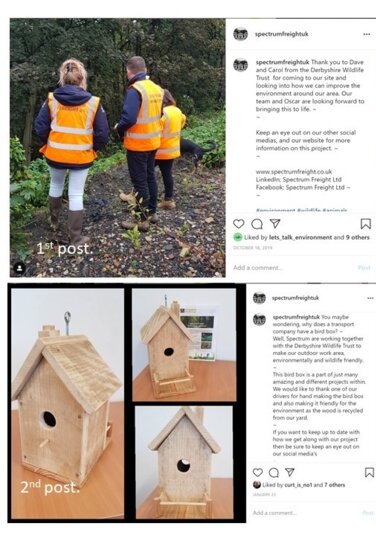 spectrumfreightuk
spectrumfreightuk Thank you to Dave
and Carol from the Derbyshire Wildlife
Trust for coming to our site and
looking into how we can improve the
environment around our area. Our
team and Oscar are looking forward to
bringing this to life. ~
~
Keep an eye out on our other social
medias, and our website for more
information on this project. ~
~
www.spectrumfreight.co.uk
LinkedIn; Spectrum Freight Ltd
Facebook; Spectrum Freight Ltd ~
~
#environment #wildlife #animals
1st post.
Liked by lets_talk_environment and 9 others
OCTOBER 18, 2019
Add a comment...
Post
spectrumfreightuk
spectrumfreightuk You maybe
wondering, why does a transport
company have a bird box? ~
Well, Spectrum are working together
with the Derbyshire Wildlife Trust to
make our outdoor work area,
environmentally and wildlife friendly.
~
This bird box is a part of just many
amazing and different projects within.
We would like to thank one of our
drivers for hand making the bird box
and also making it friendly for the
environment as the wood is recycled
from our yard.
~
If you want to keep up to date with
how we get along with our project
then be sure to keep an eye out on
our social media's
2nd post.
Liked by curt_is_no1 and 7 others
JANUARY 23
Add a comment...
Post